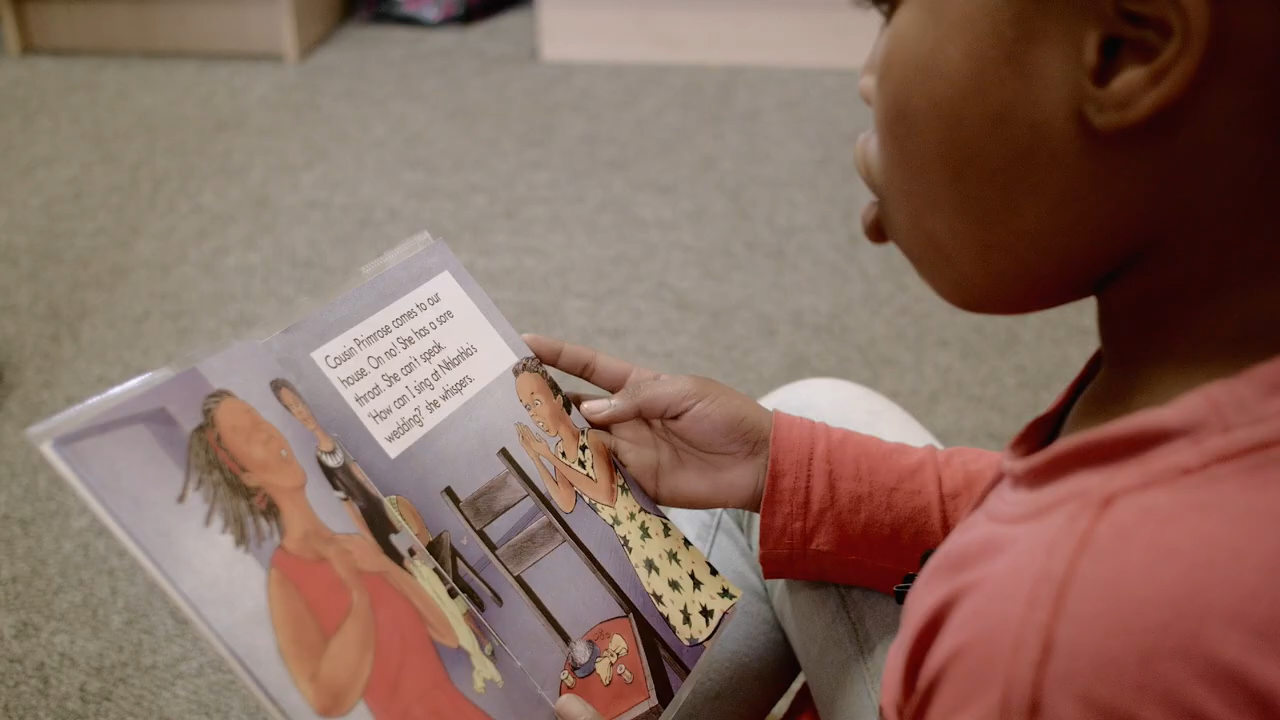 Cousin Primrose comes to our
house. On no! She has a sore
throat. She can't speak.
'How can I sing at Nhlanhla's
wedding?' she whispers.